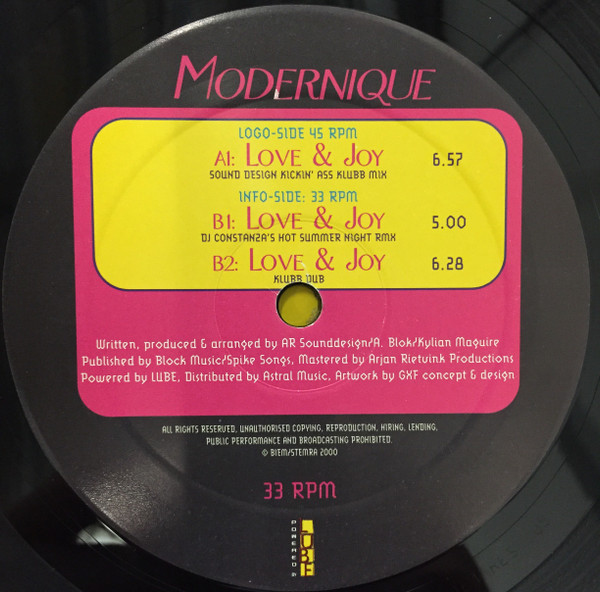 MODERNIQUE
LOGO-SIDE 45 RPM
A1: LOVE & JOY 6.57
SOUND DESIGN KICKIN' ASS KLUBB MIX
INFO-SIDE: 33 RPM
B1: LOVE & JOY 5.00
DJ CONSTANZA'S HOT SUMMER NIGHT RMX
B2: LOVE & JOY 6.28
KLUBB DUB
Written, produced & arranged by AR Sounddesign/A. Blok/Kylian Maguire
Published by Block Music/Spike Songs, Mastered by Arjan Rietvink Productions
Powered by LUBE, Distributed by Astral Music, Artwork by GXF concept & design
ALL RIGHTS RESERVED, UNAUTHORISED COPYING, REPRODUCTION, HIRING, LENDING,
PUBLIC PERFORMANCE AND BROADCASTING PROHIBITED.
© BIEM/STEMRA 2000
33 RPM
POWERED BY
LUBE